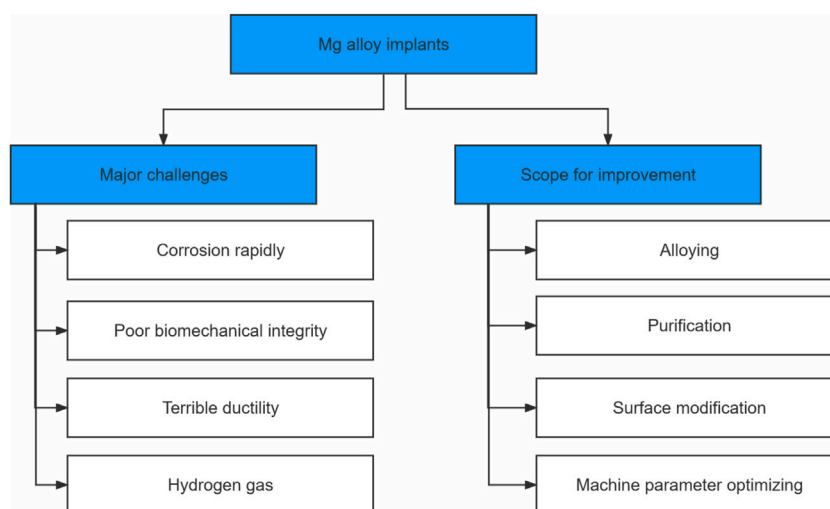 Mg alloy implants
Major challenges
Corrosion rapidly
Poor biomechanical integrity
Terrible ductility
Hydrogen gas
Scope for improvement
Alloying
Purification
Surface modification
Machine parameter optimizing